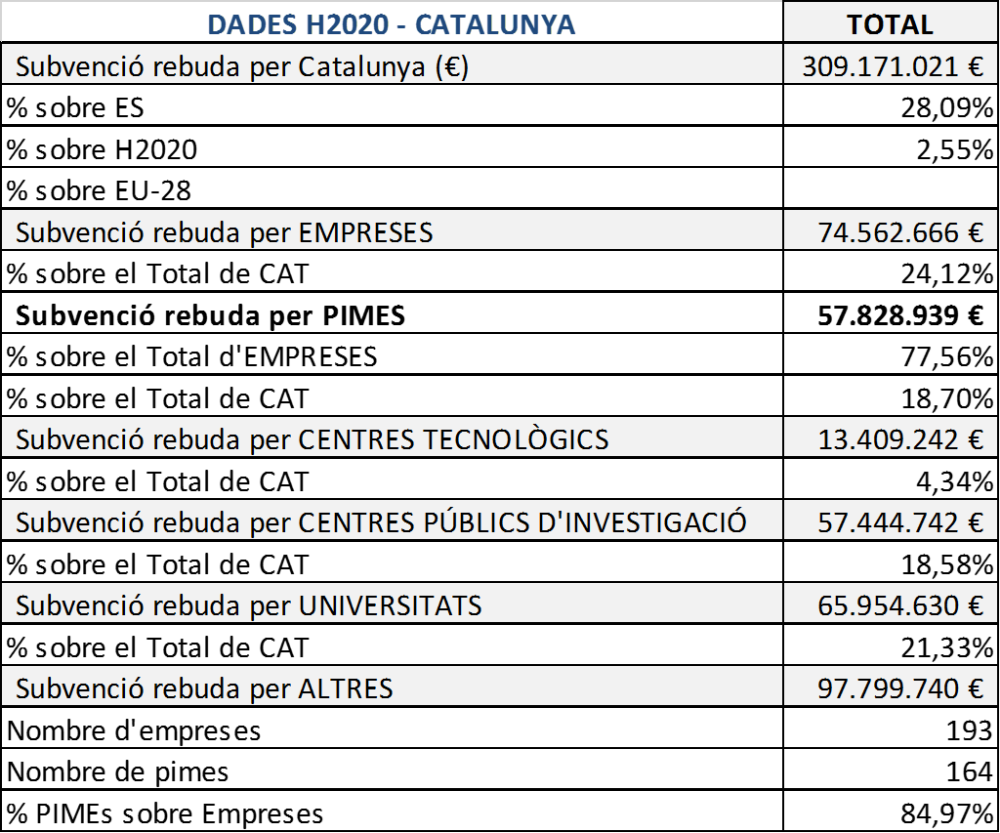 DADES H2020 - CATALUNYA TOTAL
Subvenció rebuda per Catalunya (€) 309.171.021 €
% sobre ES 28,09%
% sobre H2020 2,55%
% sobre EU-28
Subvenció rebuda per EMPRESES 74.562.666 €
% sobre el Total de CAT 24,12%
Subvenció rebuda per PIMES 57.828.939 €
% sobre el Total d'EMPRESES 77,56%
% sobre el Total de CAT 18,70%
Subvenció rebuda per CENTRES TECNOLÒGICS 13.409.242 €
% sobre el Total de CAT 4,34%
Subvenció rebuda per CENTRES PÚBLICS D'INVESTIGACIÓ 57.444.742 €
% sobre el Total de CAT 18,58%
Subvenció rebuda per UNIVERSITATS 65.954.630 €
% sobre el Total de CAT 21,33%
Subvenció rebuda per ALTRES 97.799.740 €
Nombre d'empreses 193
Nombre de pimes 164
% PIMEs sobre Empreses 84,97%